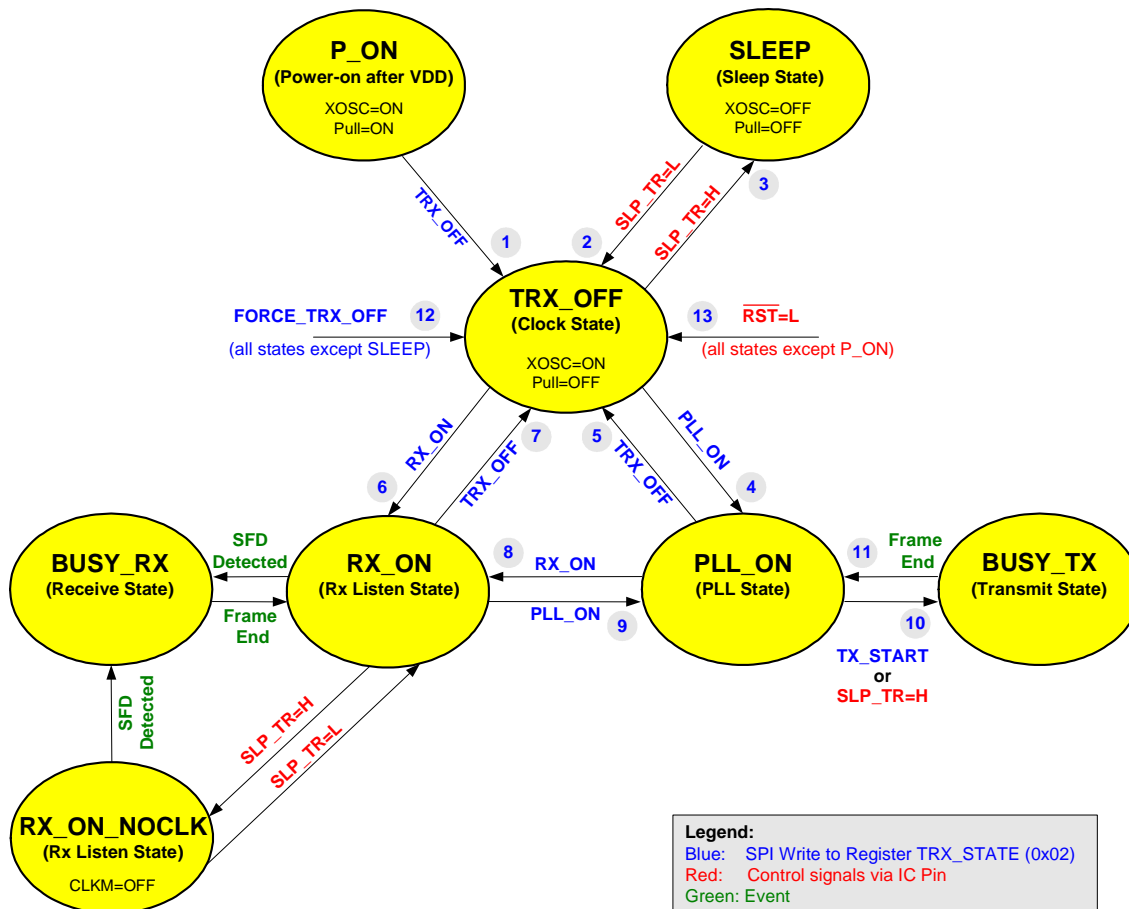 P_ON
(Power-on after VDD)
XOSC=ON
Pull=ON
SLEEP
(Sleep State)
XOSC=OFF
Pull=OFF
TRX_OFF
1
2
SLP_TR=L
SLP_TR=H
3
TRX_OFF
(Clock State)
XOSC=ON
Pull=OFF
FORCE_TRX_OFF
12
(all states except SLEEP)
13
RST=L
(all states except P_ON)
RX_ON
6
7
TRX_OFF
5
TRX_OFF
PLL_ON
4
BUSY_RX
(Receive State)
SFD
Detected
Frame
End
RX_ON
(Rx Listen State)
8
RX_ON
PLL_ON
9
PLL_ON
(PLL State)
11
Frame
End
10
TX_START
or
SLP_TR=H
BUSY_TX
(Transmit State)
SFD
Detected
SLP_TR=H
SLP_TR=L
RX_ON_NOCLK
(Rx Listen State)
CLKM=OFF
Legend:
Blue: SPI Write to Register TRX_STATE (0x02)
Red: Control signals via IC Pin
Green: Event